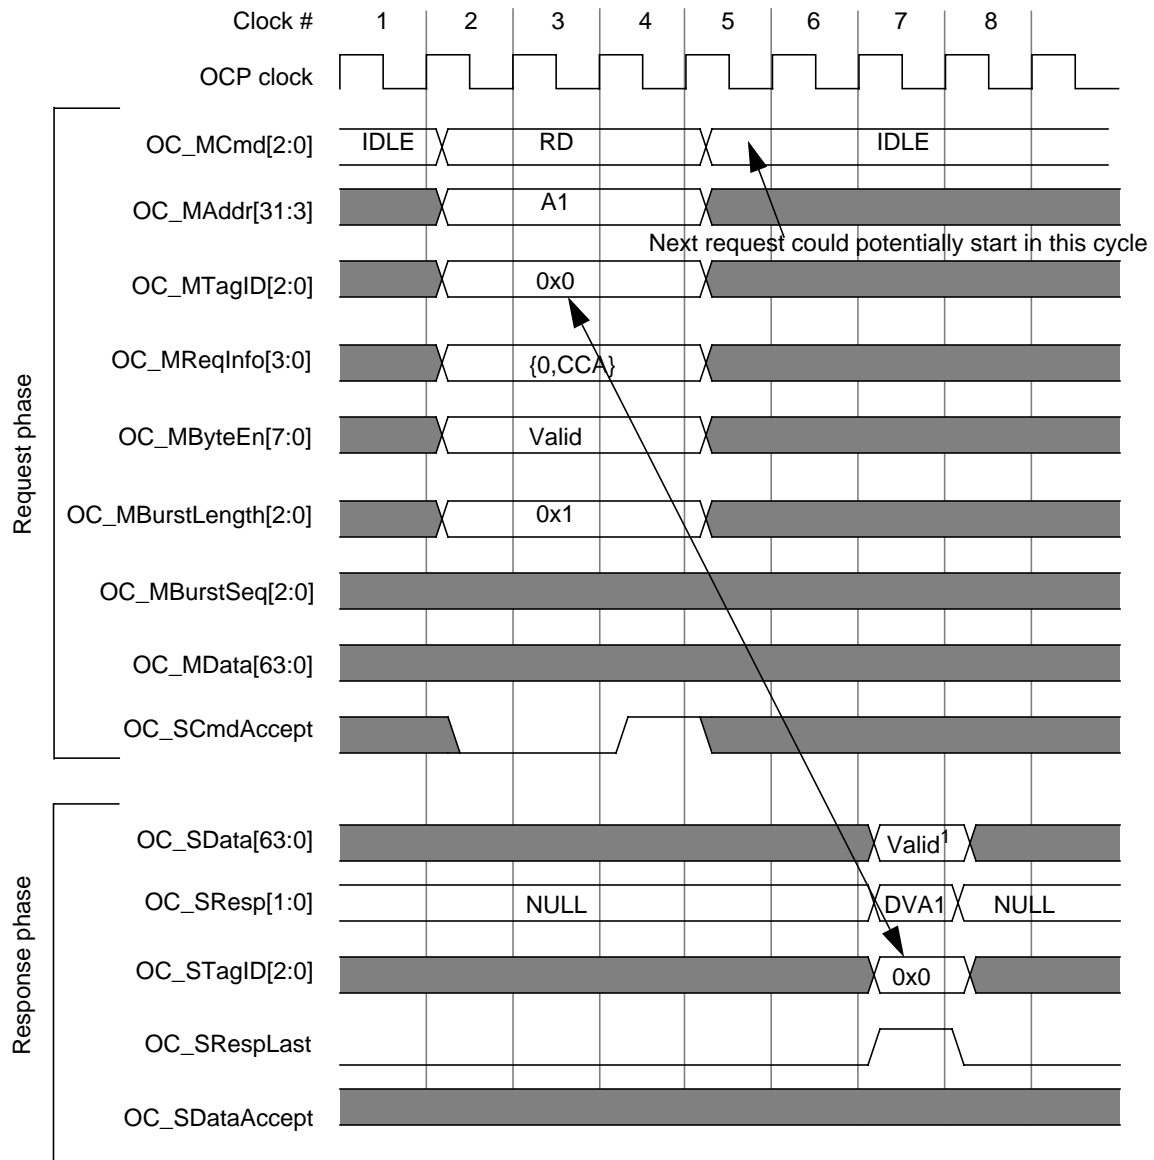 Clock # 1 2 3 4 5 6 7 8
OCP clock
OC_MCmd[2:0] IDLE RD IDLE
OC_MAddr[31:3] A1
Next request could potentially start in this cycle
OC_MTagID[2:0] 0x0
OC_MReqInfo[3:0] {0,CCA}
OC_MByteEn[7:0] Valid
OC_MBurstLength[2:0] 0x1
OC_MBurstSeq[2:0]
OC_MData[63:0]
OC_SCmdAccept
Request phase
OC_SData[63:0] Valid1
OC_SResp[1:0] NULL DVA1 NULL
OC_STagID[2:0] 0x0
OC_SRespLast
OC_SDataAccept
Response phase